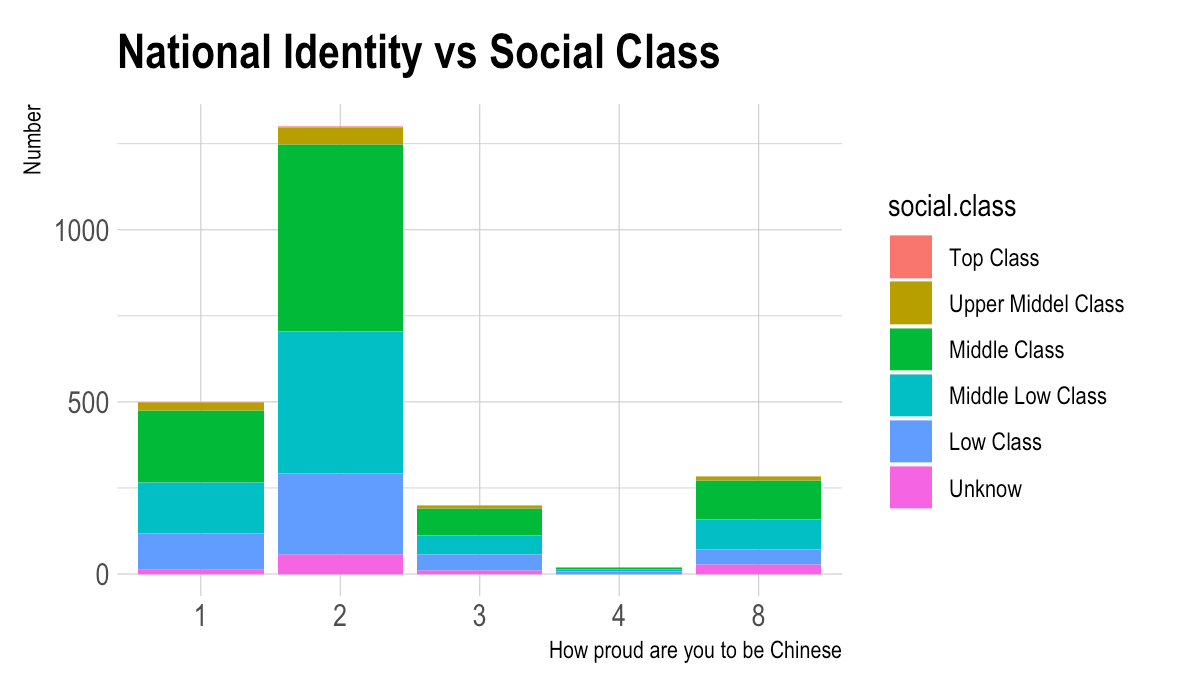 National Identity vs Social Class
Number
1000
500
0
1 2 3 4 8
How proud are you to be Chinese
social.class
Top Class
Upper Middel Class
Middle Class
Middle Low Class
Low Class
Unknow